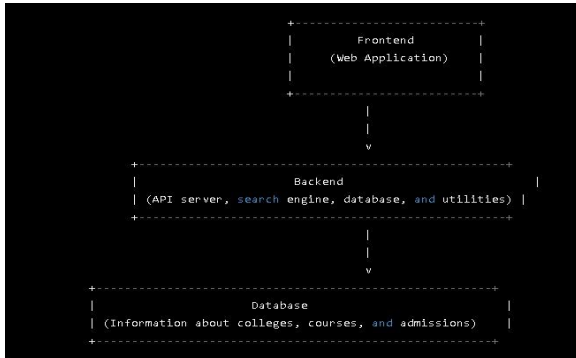 Frontend
(Web Application)
Backend
(API server, search engine, database, and utilities)
Database
(Information about colleges, courses, and admissions)